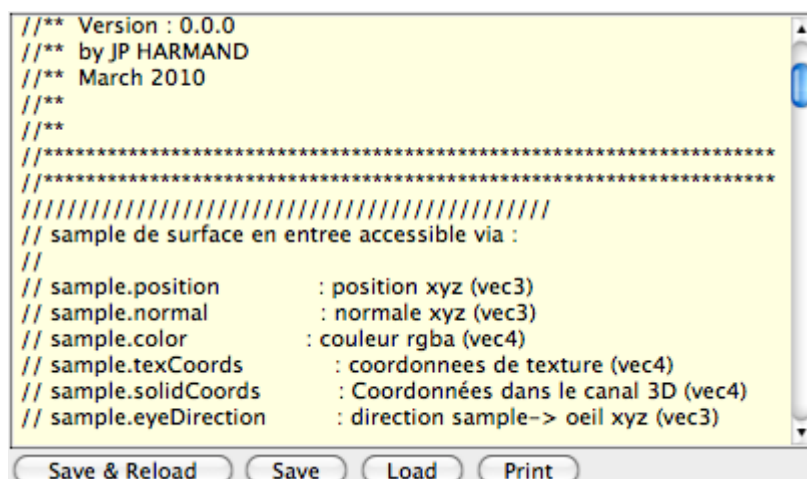 //** Version : 0.0.0
//** by JP HARMAND
//** March 2010
//**
//**
//*********************************************************************
//*********************************************************************
//////////////////////////////////////////////
// sample de surface en entree accessible via :
//
// sample.position : position xyz (vec3)
// sample.normal : normale xyz (vec3)
// sample.color : couleur rgba (vec4)
// sample.texCoords : coordonnees de texture (vec4)
// sample.solidCoords : Coordonnées dans le canal 3D (vec4)
// sample.eyeDirection : direction sample-> oeil xyz (vec3)
Save & Reload Save Load Print